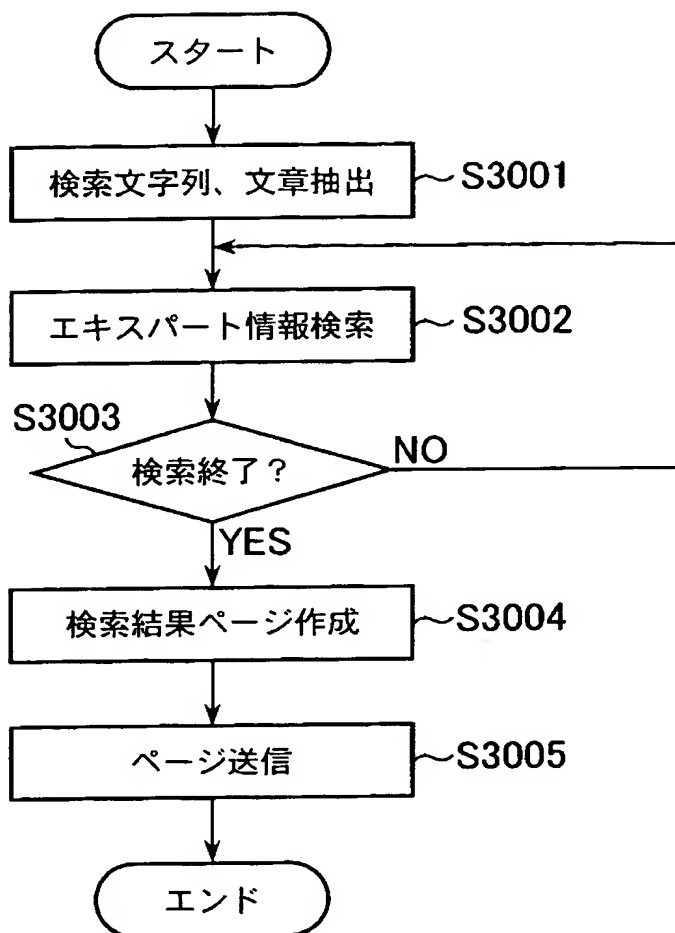 スタート
検索文字列、文章抽出
S3001
エキスパート情報検索
S3002
S3003
検索終了?
NO
YES
検索結果ページ作成
S3004
ページ送信
S3005
エンド